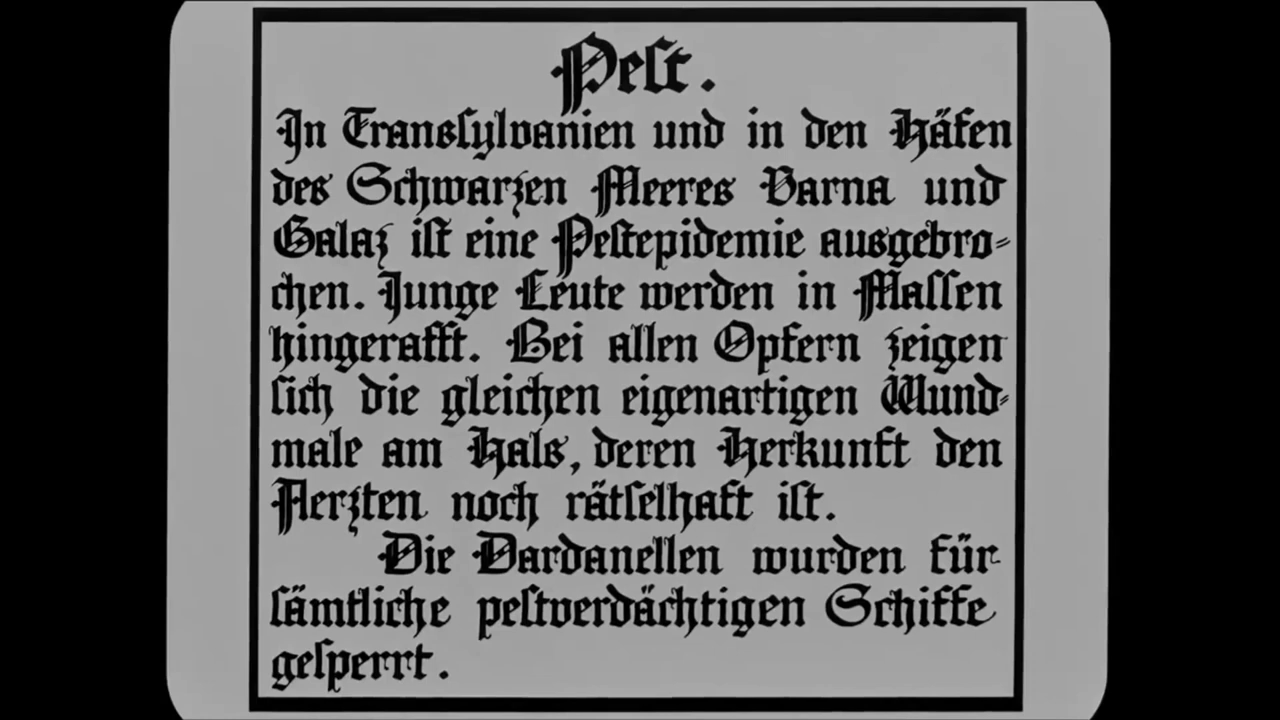 Pest.
In Transsylvanien und in den Häfen
des Schwarzen Meeres Varna und
Galaz ist eine Pestepidemie ausgebro-
chen. Junge Leute werden in Massen
hingerafft. Bei allen Opfern zeigen
sich die gleichen eigenartigen Wund-
male am Hals, deren Herkunft den
Aerzten noch rätselhaft ist.
Die Dardanellen wurden für
sämtliche pestverdächtigen Schiffe
gesperrt.